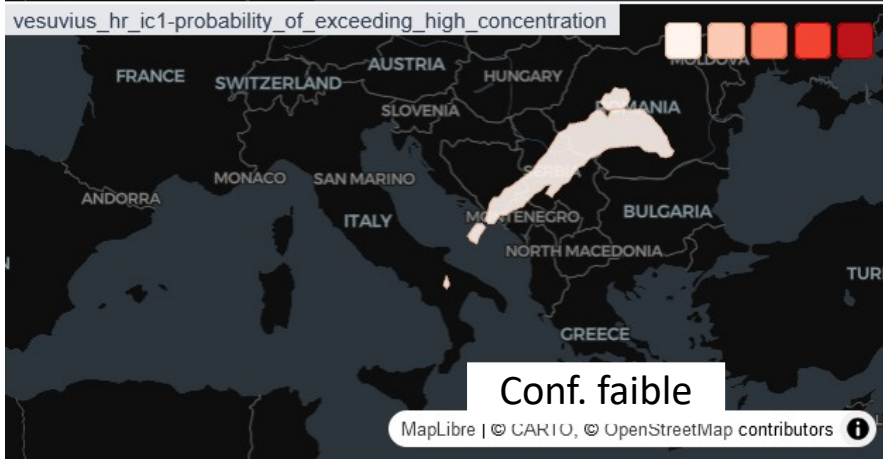 vesuvius_hr_ic1-probability_of_exceeding_high_concentration
MOLDOVA
FRANCE
AUSTRIA
SWITZERLAND
HUNGARY
SLOVENIA
ROMANIA
MONACO
SAN MARINO
SERBIA
ANDORRA
ITALY
MONTENEGRO
BULGARIA
NORTH MACEDONIA
TUR
GREECE
Conf. faible
MapLibre | © CARTO, © OpenStreetMap contributors